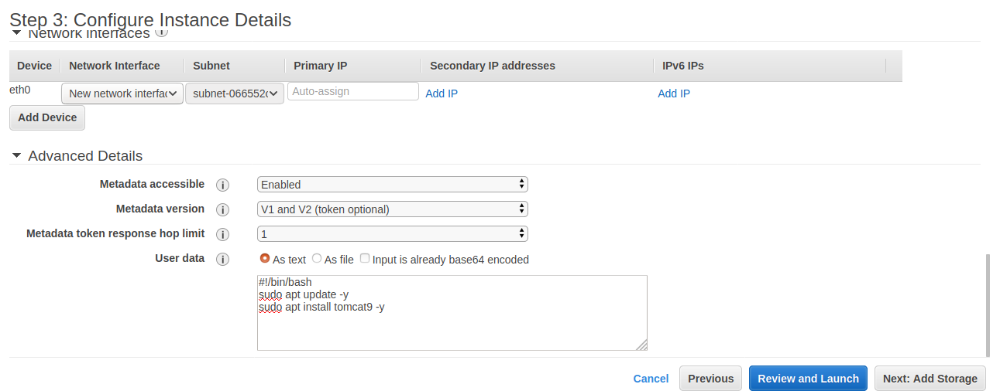 Step 3: Configure Instance Details
Network Interfaces i
Device Network Interface Subnet Primary IP Secondary IP addresses IPv6 IPs
eth0 New network interfac subnet-066552c Auto-assign Add IP Add IP
Add Device
Advanced Details
Metadata accessible i Enabled
Metadata version i V1 and V2 (token optional)
Metadata token response hop limit i 1
User data i As text As file Input is already base64 encoded
#!/bin/bash
sudo apt update -y
sudo apt install tomcat9 -y
Cancel Previous Review and Launch Next: Add Storage